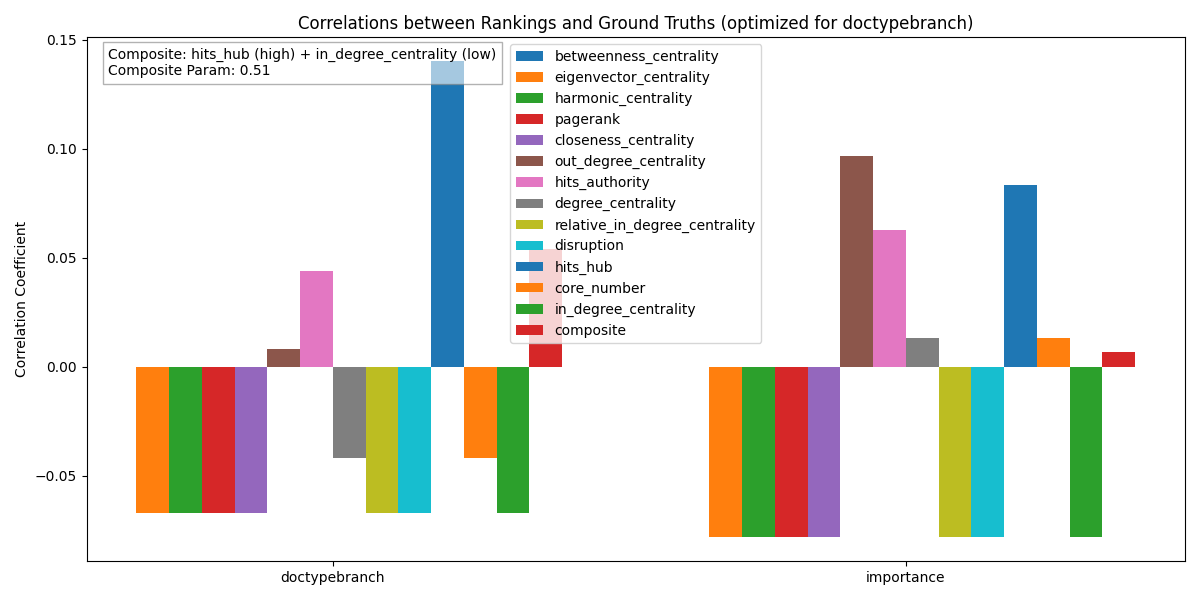 Correlations between Rankings and Ground Truths (optimized for doctypebranch)
Composite: hits_hub (high) + in_degree_centrality (low)
Composite Param: 0.51
betweenness_centrality
eigenvector_centrality
harmonic_centrality
pagerank
closeness_centrality
out_degree_centrality
hits_authority
degree_centrality
relative_in_degree_centrality
disruption
hits_hub
core_number
in_degree_centrality
composite
Correlation Coefficient
0.15
0.10
0.05
0.00
−0.05
doctypebranch
importance